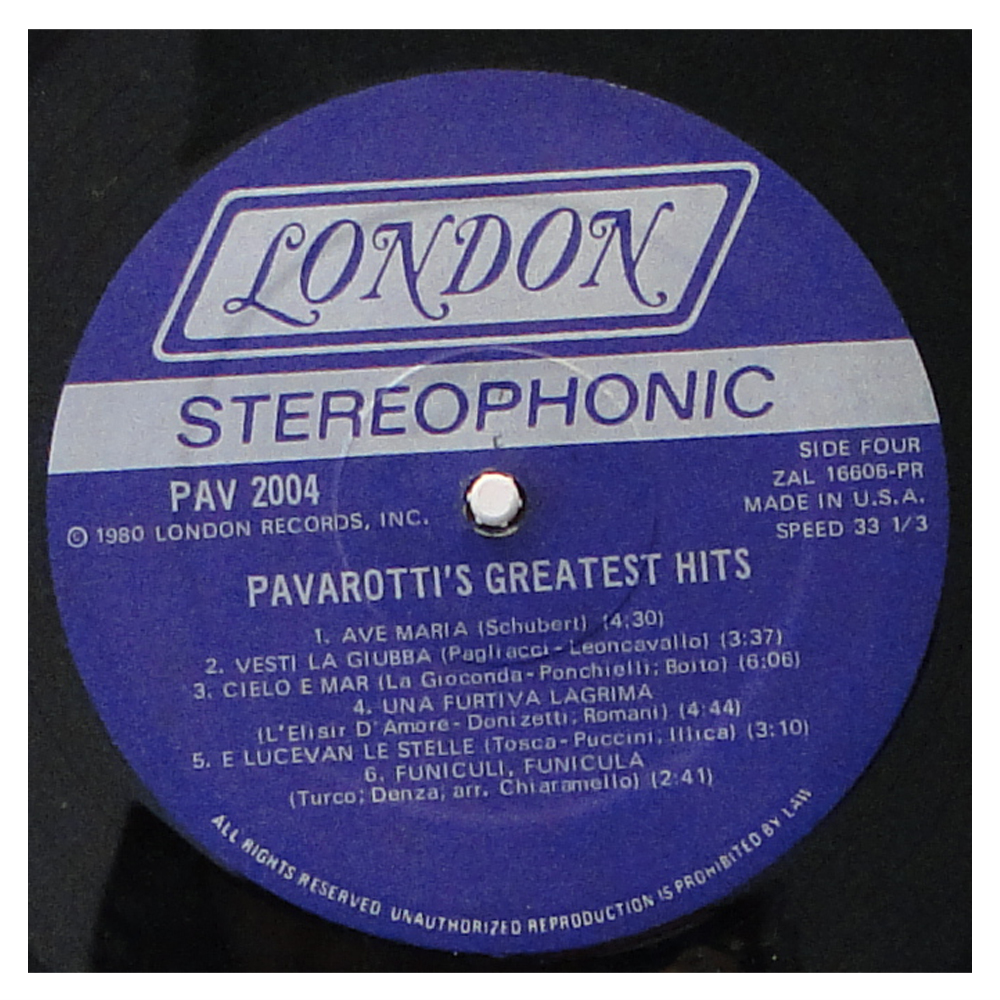 LONDON
STEREOPHONIC
PAV 2004
© 1980 LONDON RECORDS, INC.
SIDE FOUR
ZAL 16606-PR
MADE IN U.S.A.
SPEED 33 1/3
PAVAROTTI'S GREATEST HITS
1. AVE MARIA (Schubert) (4:30)
2. VESTI LA GIUBBA (Pagliacci - Leoncavallo) (3:37)
3. CIELO E MAR (La Gioconda - Ponchielli; Boito) (6:06)
4. UNA FURTIVA LAGRIMA
(L'Elisir D'Amore - Donizetti; Romani) (4:44)
5. E LUCEVAN LE STELLE (Tosca - Puccini; Illica) (3:10)
6. FUNICULI, FUNICULA
(Turco; Denza, arr. Chiaramello) (2:41)
ALL RIGHTS RESERVED UNAUTHORIZED REPRODUCTION IS PROHIBITED BY LAW